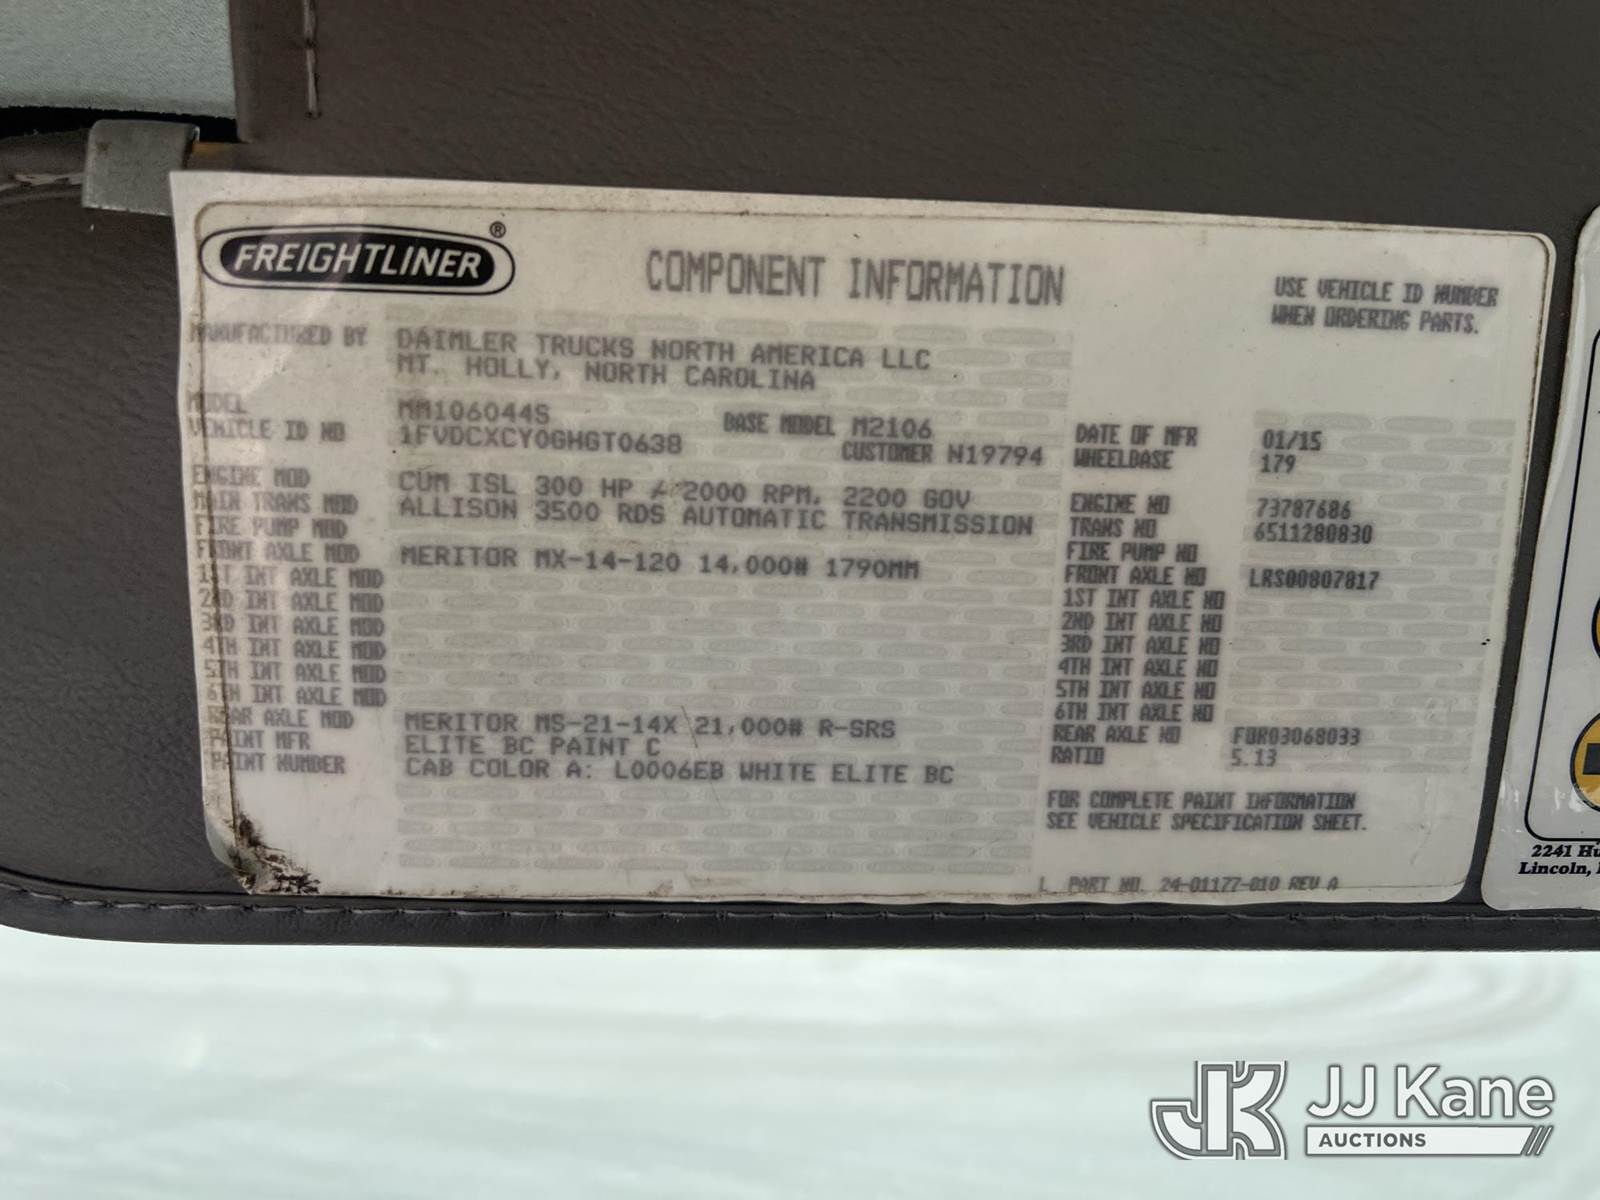 FREIGHTLINER ®
COMPONENT INFORMATION
USE VEHICLE ID NUMBER
WHEN ORDERING PARTS.
MANUFACTURED BY DAIMLER TRUCKS NORTH AMERICA LLC
MT. HOLLY, NORTH CAROLINA
MODEL MM106044S BASE MODEL M2106
VEHICLE ID NO 1FVDCXCY0GHGT0638 CUSTOMER N19794
DATE OF MFR 01/15
WHEELBASE 179
ENGINE MOD CUM ISL 300 HP / 2000 RPM, 2200 GOV
MAIN TRANS MOD ALLISON 3500 RDS AUTOMATIC TRANSMISSION
FIRE PUMP MOD
FRONT AXLE MOD MERITOR MX-14-120 14,000# 1790MM
1ST INT AXLE MOD
2ND INT AXLE MOD
3RD INT AXLE MOD
4TH INT AXLE MOD
5TH INT AXLE MOD
6TH INT AXLE MOD
REAR AXLE MOD MERITOR MS-21-14X 21,000# R-SRS
PAINT MFR ELITE BC PAINT C
PAINT NUMBER CAB COLOR A: L0006EB WHITE ELITE BC
ENGINE NO 73787686
TRANS NO 6511280830
FIRE PUMP NO
FRONT AXLE NO LRS00807817
1ST INT AXLE NO
2ND INT AXLE NO
3RD INT AXLE NO
4TH INT AXLE NO
5TH INT AXLE NO
6TH INT AXLE NO
REAR AXLE NO FOR03068033
RATIO 5.13
FOR COMPLETE PAINT INFORMATION
SEE VEHICLE SPECIFICATION SHEET.
PART NO. 24-01177-010 REV A
2241 Hu
Lincoln,
JK JJ Kane
AUCTIONS